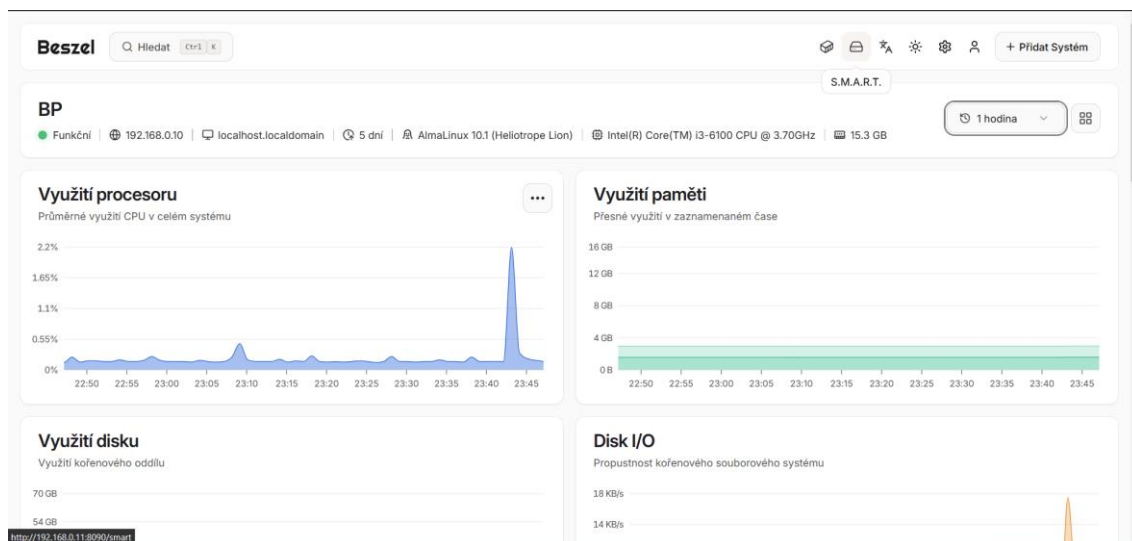 Beszel
Hledat Ctrl K
+ Přidat Systém
S.M.A.R.T.
BP
Funkční 192.168.0.10 localhost.localdomain 5 dní AlmaLinux 10.1 (Heliotrope Lion) Intel(R) Core(TM) i3-6100 CPU @ 3.70GHz 15.3 GB
1 hodina
Využití procesoru
Průměrné využití CPU v celém systému
2.2%
1.65%
1.1%
0.55%
0%
22:50 22:55 23:00 23:05 23:10 23:15 23:20 23:25 23:30 23:35 23:40 23:45
Využití paměti
Přesné využití v zaznamenaném čase
16 GB
12 GB
8 GB
4 GB
0 B
22:50 22:55 23:00 23:05 23:10 23:15 23:20 23:25 23:30 23:35 23:40 23:45
Využití disku
Využití kořenového oddílu
70 GB
54 GB
Disk I/O
Propustnost kořenového souborového systému
18 KB/s
14 KB/s
http://192.168.0.11:8090/smart